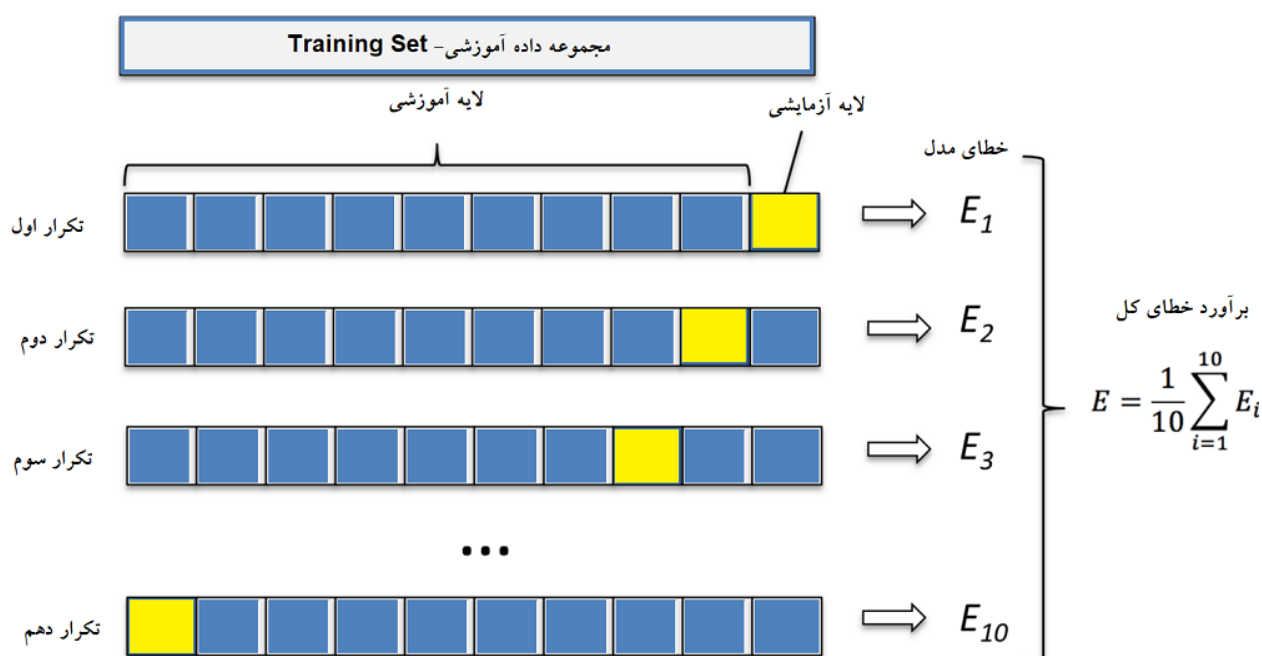 مجموعه داده آموزشی- Training Set
لایه آموزشی
لایه آزمایشی
خطای مدل
تکرار اول
E1
تکرار دوم
E2
برآورد خطای کل
E = 1/10 ∑_{i=1}^{10} E_i
تکرار سوم
E3
...
تکرار دهم
E10